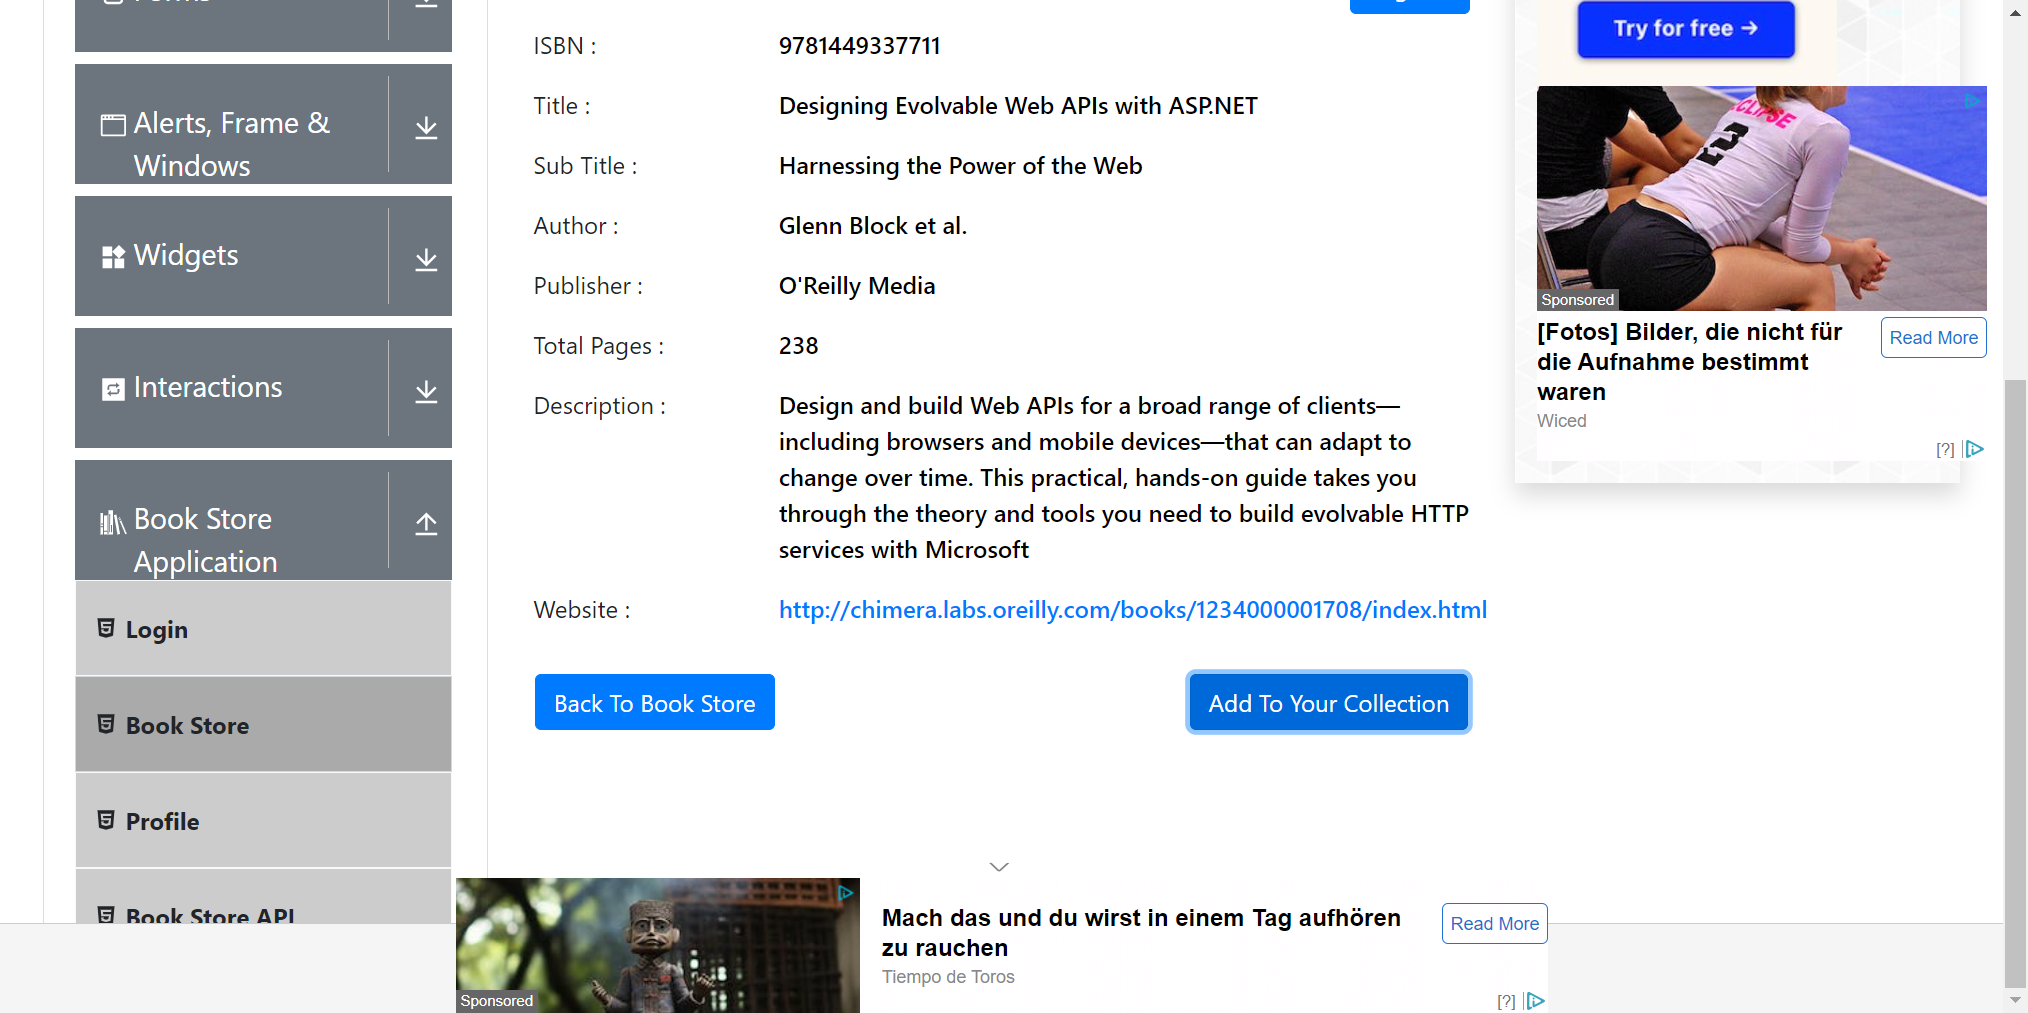 Alerts, Frame &
Windows
Widgets
Interactions
Book Store
Application
Login
Book Store
Profile
Book Store API
ISBN :
9781449337711
Title :
Designing Evolvable Web APIs with ASP.NET
Sub Title :
Harnessing the Power of the Web
Author :
Glenn Block et al.
Publisher :
O'Reilly Media
Total Pages :
238
Description :
Design and build Web APIs for a broad range of clients—
including browsers and mobile devices—that can adapt to
change over time. This practical, hands-on guide takes you
through the theory and tools you need to build evolvable HTTP
services with Microsoft
Website :
http://chimera.labs.oreilly.com/books/1234000001708/index.html
Back To Book Store
Add To Your Collection
Try for free →
ECLIPSE
2
Sponsored
[Fotos] Bilder, die nicht für
die Aufnahme bestimmt
waren
Read More
Wiced
[?]
Sponsored
Mach das und du wirst in einem Tag aufhören
zu rauchen
Tiempo de Toros
Read More
[?]